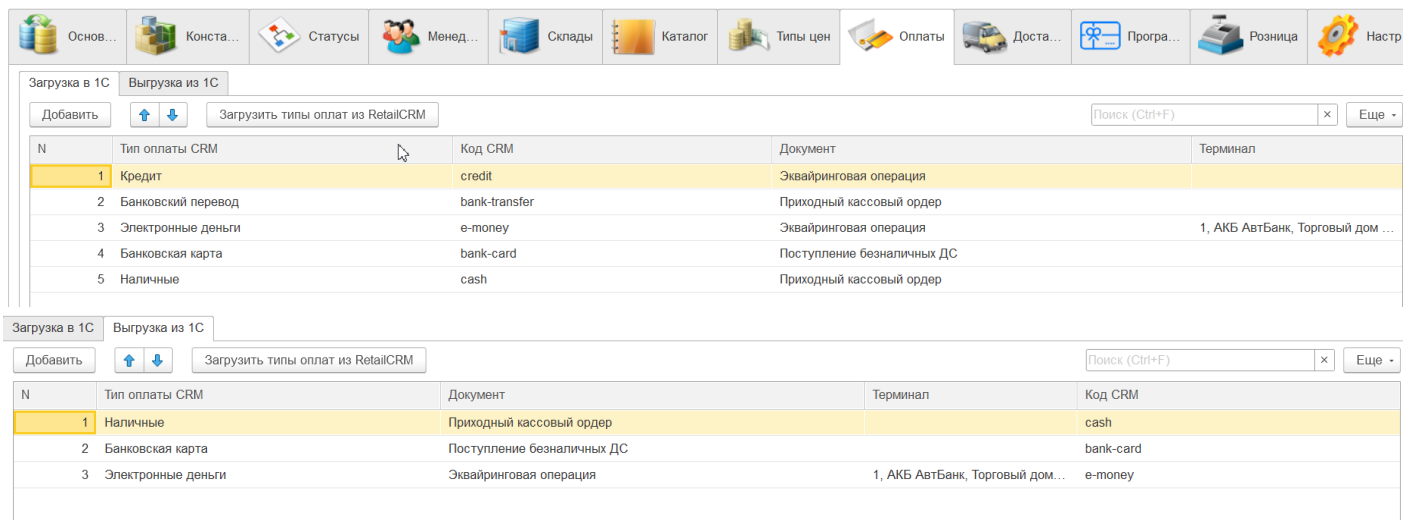 Основ... Конста... Статусы Менед... Склады Каталог Типы цен Оплаты Доста... Програ... Розница Настр
Загрузка в 1С Выгрузка из 1С
Добавить Загрузить типы оплат из RetailCRM Поиск (Ctrl+F) × Еще
N Тип оплаты CRM Код CRM Документ Терминал
1 Кредит credit Эквайринговая операция
2 Банковский перевод bank-transfer Приходный кассовый ордер
3 Электронные деньги e-money Эквайринговая операция 1, АКБ АвтБанк, Торговый дом ...
4 Банковская карта bank-card Поступление безналичных ДС
5 Наличные cash Приходный кассовый ордер
Загрузка в 1С Выгрузка из 1С
Добавить Загрузить типы оплат из RetailCRM Поиск (Ctrl+F) × Еще
N Тип оплаты CRM Документ Терминал Код CRM
1 Наличные Приходный кассовый ордер cash
2 Банковская карта Поступление безналичных ДС bank-card
3 Электронные деньги Эквайринговая операция 1, АКБ АвтБанк, Торговый дом... e-money